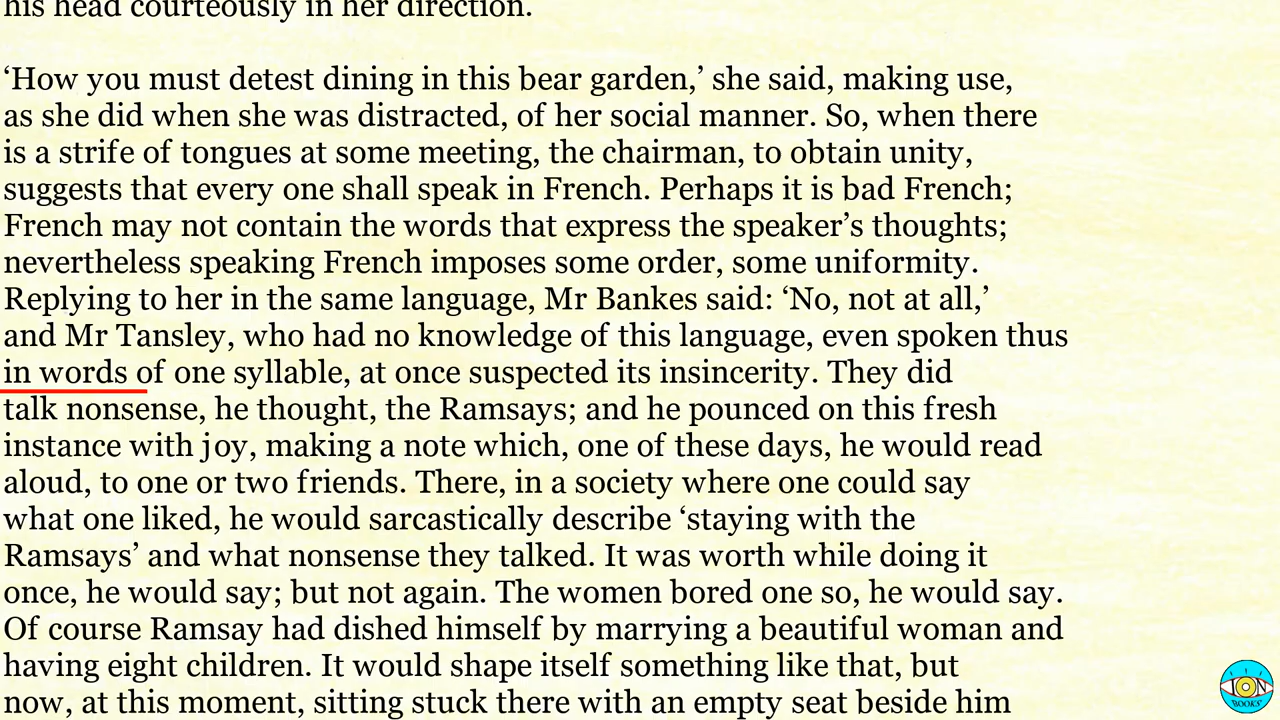 his head courteously in her direction.
‘How you must detest dining in this bear garden,’ she said, making use,
as she did when she was distracted, of her social manner. So, when there
is a strife of tongues at some meeting, the chairman, to obtain unity,
suggests that every one shall speak in French. Perhaps it is bad French;
French may not contain the words that express the speaker’s thoughts;
nevertheless speaking French imposes some order, some uniformity.
Replying to her in the same language, Mr Bankes said: ‘No, not at all,’
and Mr Tansley, who had no knowledge of this language, even spoken thus
in words of one syllable, at once suspected its insincerity. They did
talk nonsense, he thought, the Ramsays; and he pounced on this fresh
instance with joy, making a note which, one of these days, he would read
aloud, to one or two friends. There, in a society where one could say
what one liked, he would sarcastically describe ‘staying with the
Ramsays’ and what nonsense they talked. It was worth while doing it
once, he would say; but not again. The women bored one so, he would say.
Of course Ramsay had dished himself by marrying a beautiful woman and
having eight children. It would shape itself something like that, but
now, at this moment, sitting stuck there with an empty seat beside him
ION
BOOKS